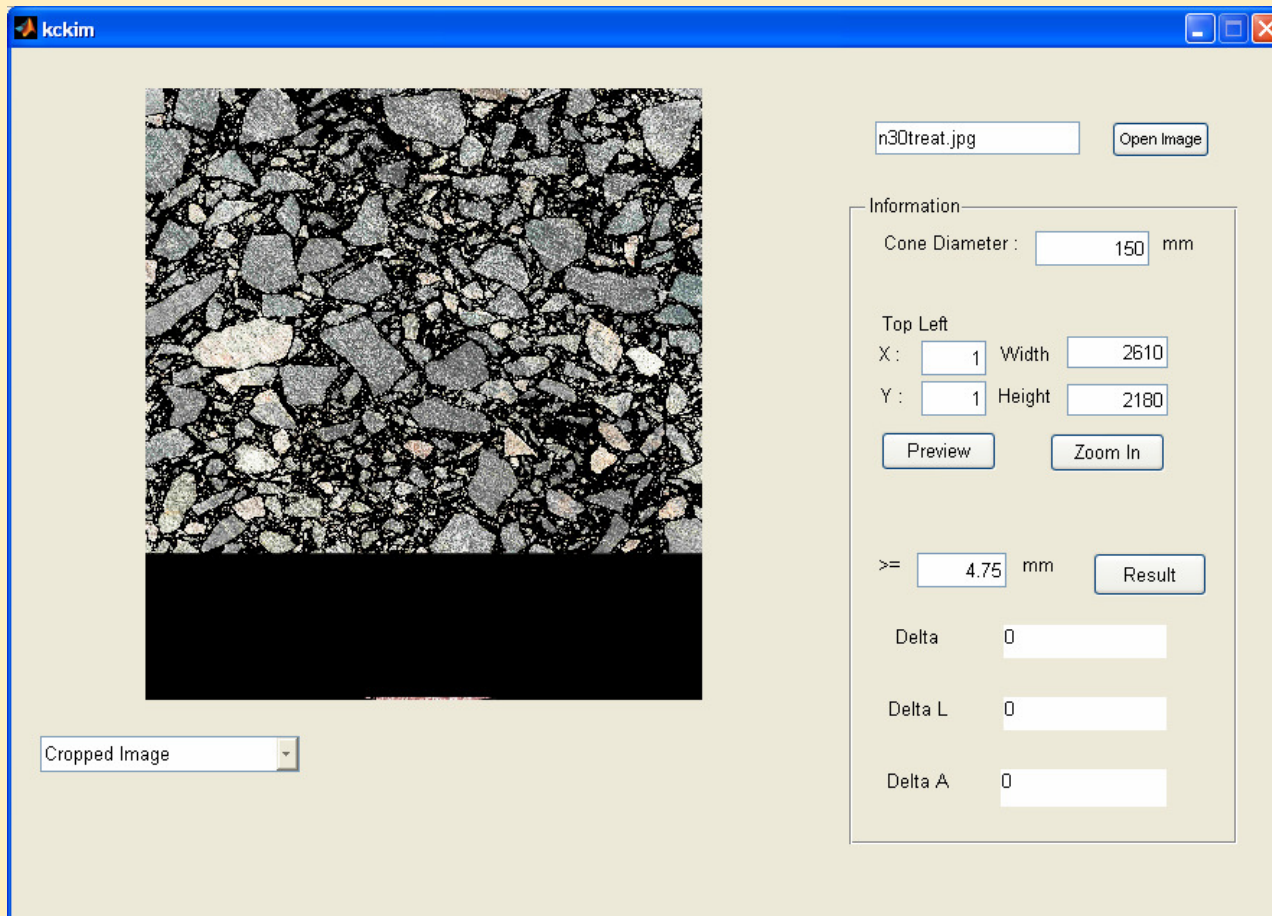 kckim
n30treat.jpg
Open Image
Information
Cone Diameter :
150
mm
Top Left
X :
1
Width
2610
Y :
1
Height
2180
Preview
Zoom In
>=
4.75
mm
Result
Delta
0
Delta L
0
Delta A
0
Cropped Image